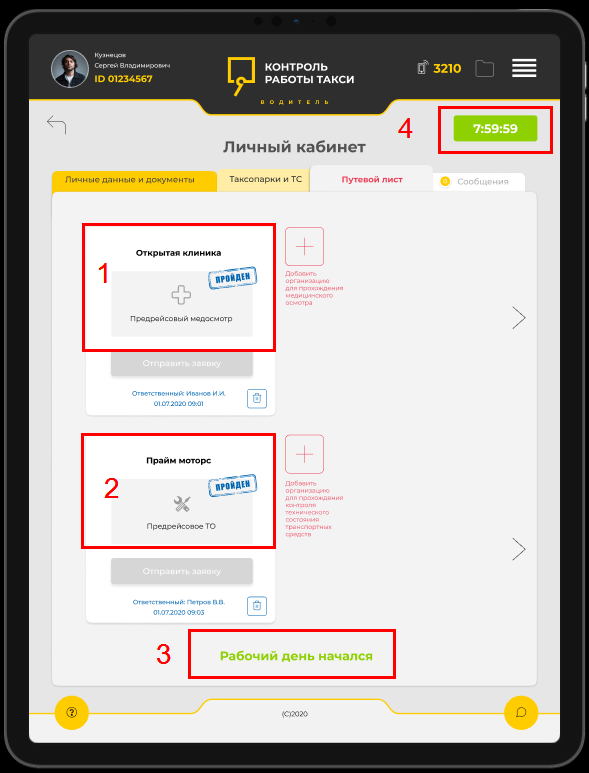 Кузнецов
Сергей Владимирович
ID 01234567
КОНТРОЛЬ
РАБОТЫ ТАКСИ
ВОДИТЕЛЬ
3210
4
7:59:59
Личный кабинет
Личные данные и документы
Таксопарки и ТС
Путевой лист
Сообщения
1
Открытая клиника
ПРОЙДЕН
Предрейсовый медосмотр
Добавить
организацию
для прохождения
медицинского
осмотра
Отправить заявку
Ответственный: Иванов И.И.
01.07.2020 09:01
2
Прайм моторс
ПРОЙДЕН
Предрейсовое ТО
Добавить
организацию
для прохождения
контроля
технического
состояния
транспортных
средств
Отправить заявку
Ответственный: Петров В.В.
01.07.2020 09:03
3
Рабочий день начался
?
(C)2020